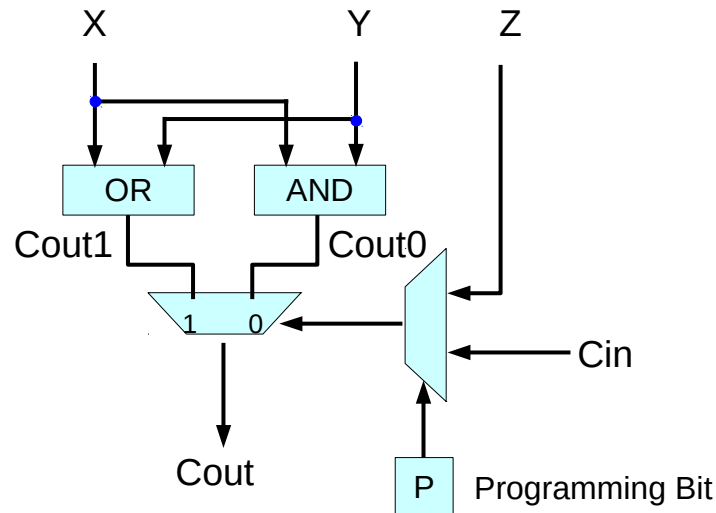 X Y Z
OR AND
Cout1 Cout0
1 0
Cin
Cout
P Programming Bit